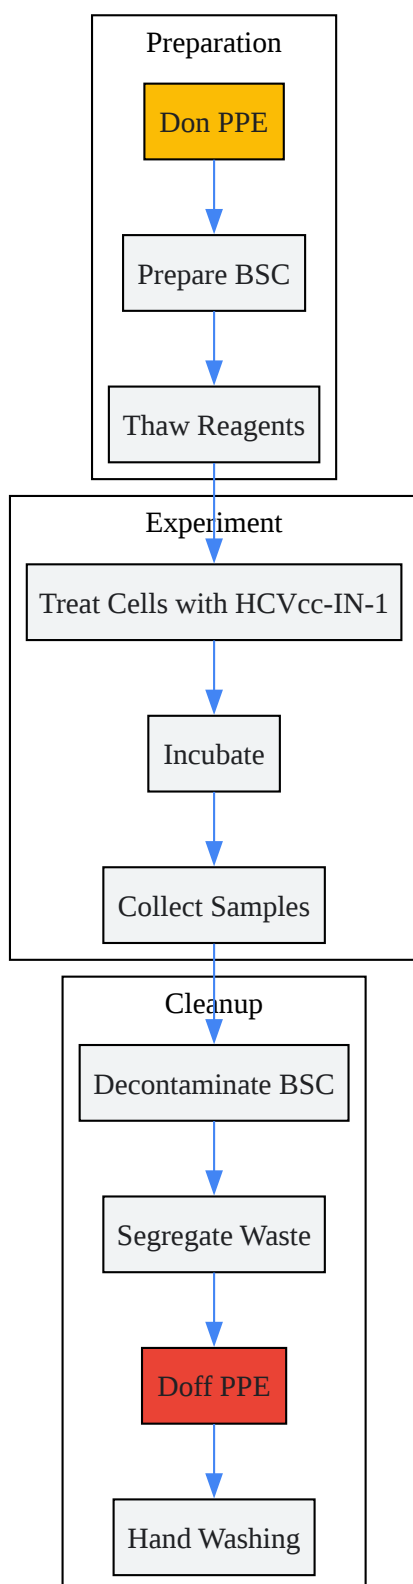 Preparation
Don PPE
Prepare BSC
Thaw Reagents
Experiment
Treat Cells with HCVcc-IN-1
Incubate
Collect Samples
Cleanup
Decontaminate BSC
Segregate Waste
Doff PPE
Hand Washing